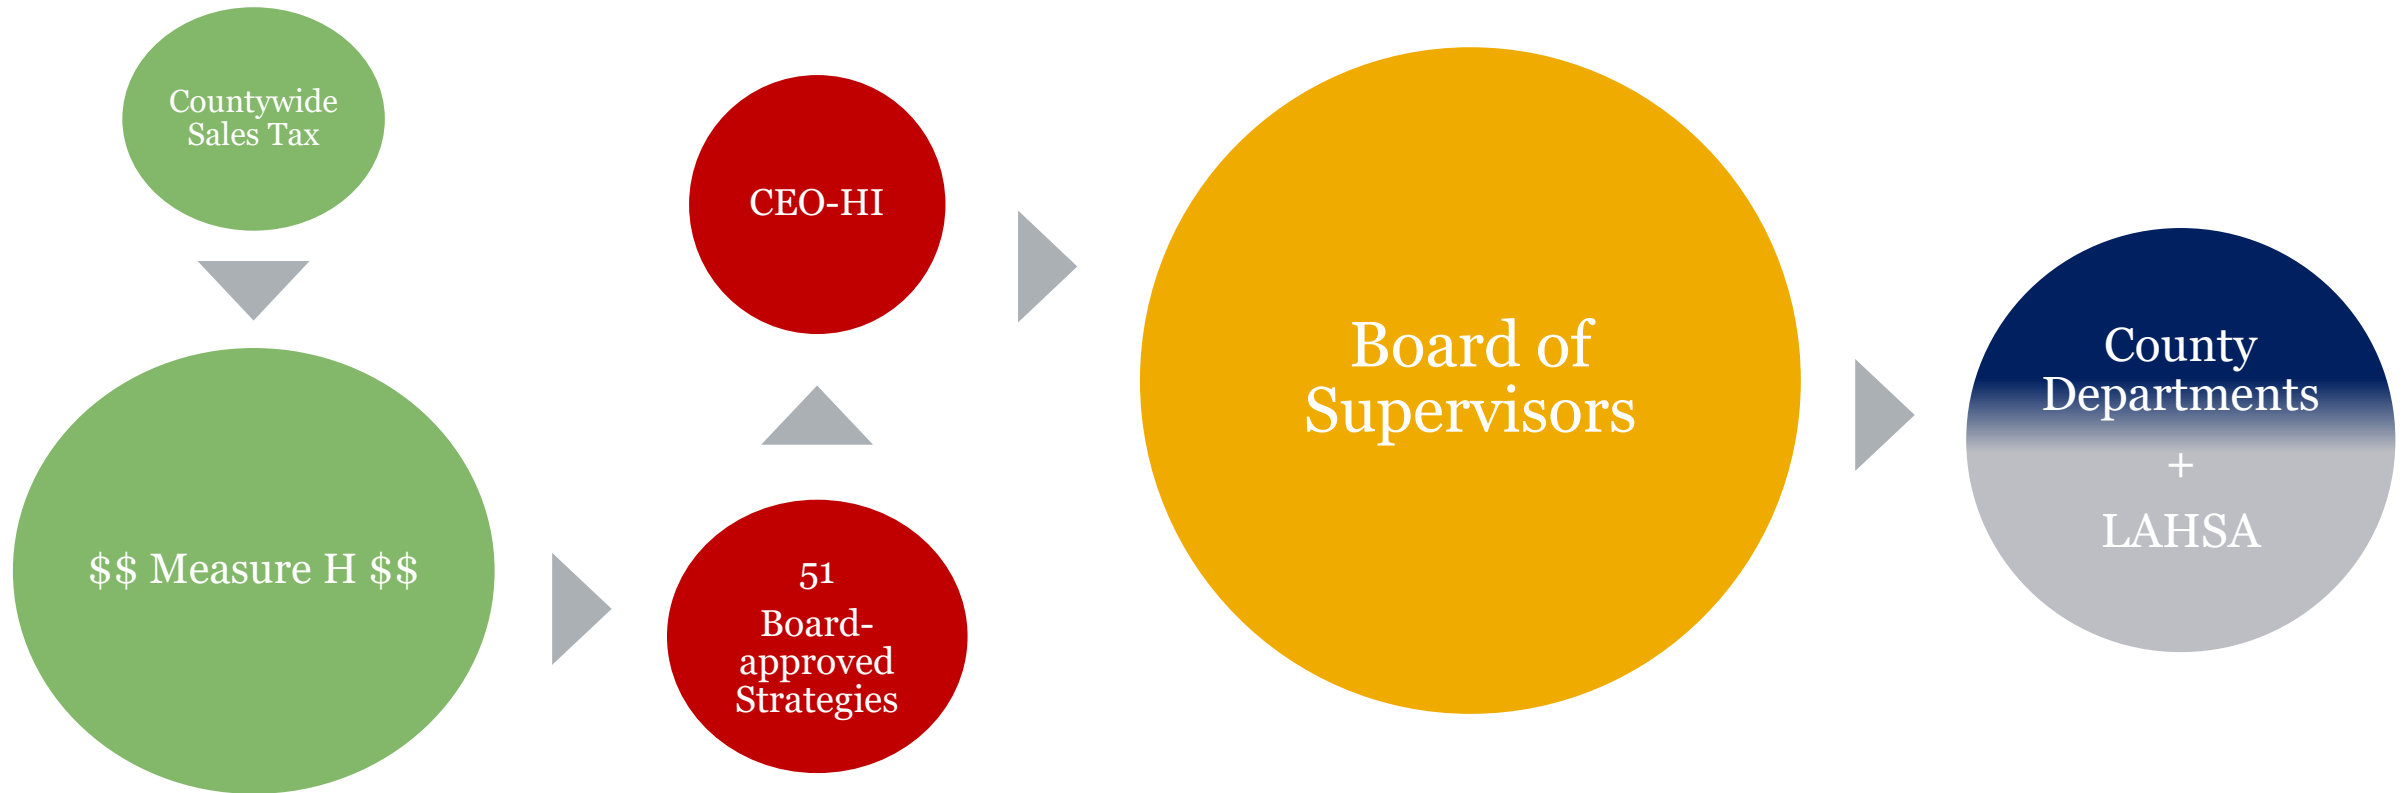 Countywide
Sales Tax
$$ Measure H $$
51
Board-
approved
Strategies
CEO-HI
Board of
Supervisors
County
Departments
+
LAHSA